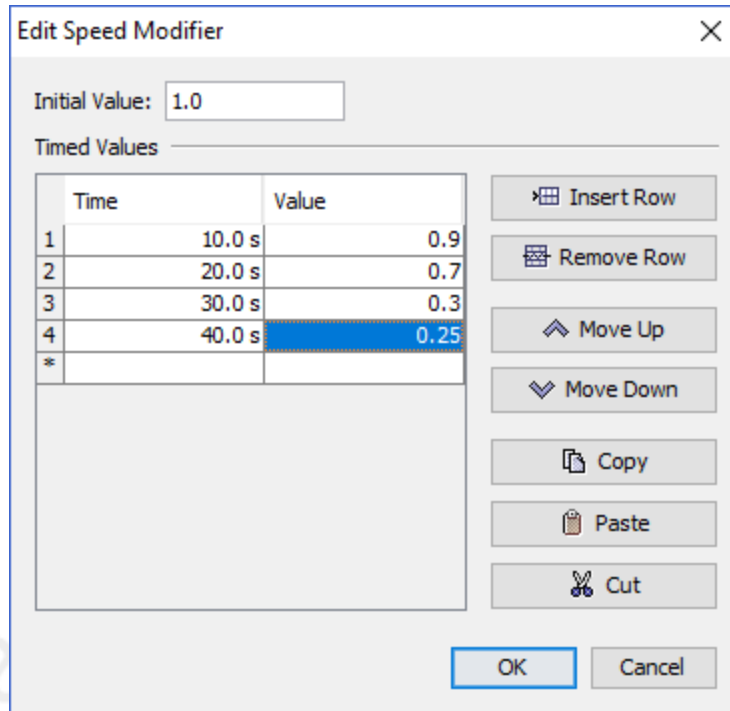 Edit Speed Modifier
Initial Value: 1.0
Timed Values
Time Value
1 10.0 s 0.9
2 20.0 s 0.7
3 30.0 s 0.3
4 40.0 s 0.25
*
Insert Row
Remove Row
Move Up
Move Down
Copy
Paste
Cut
OK Cancel